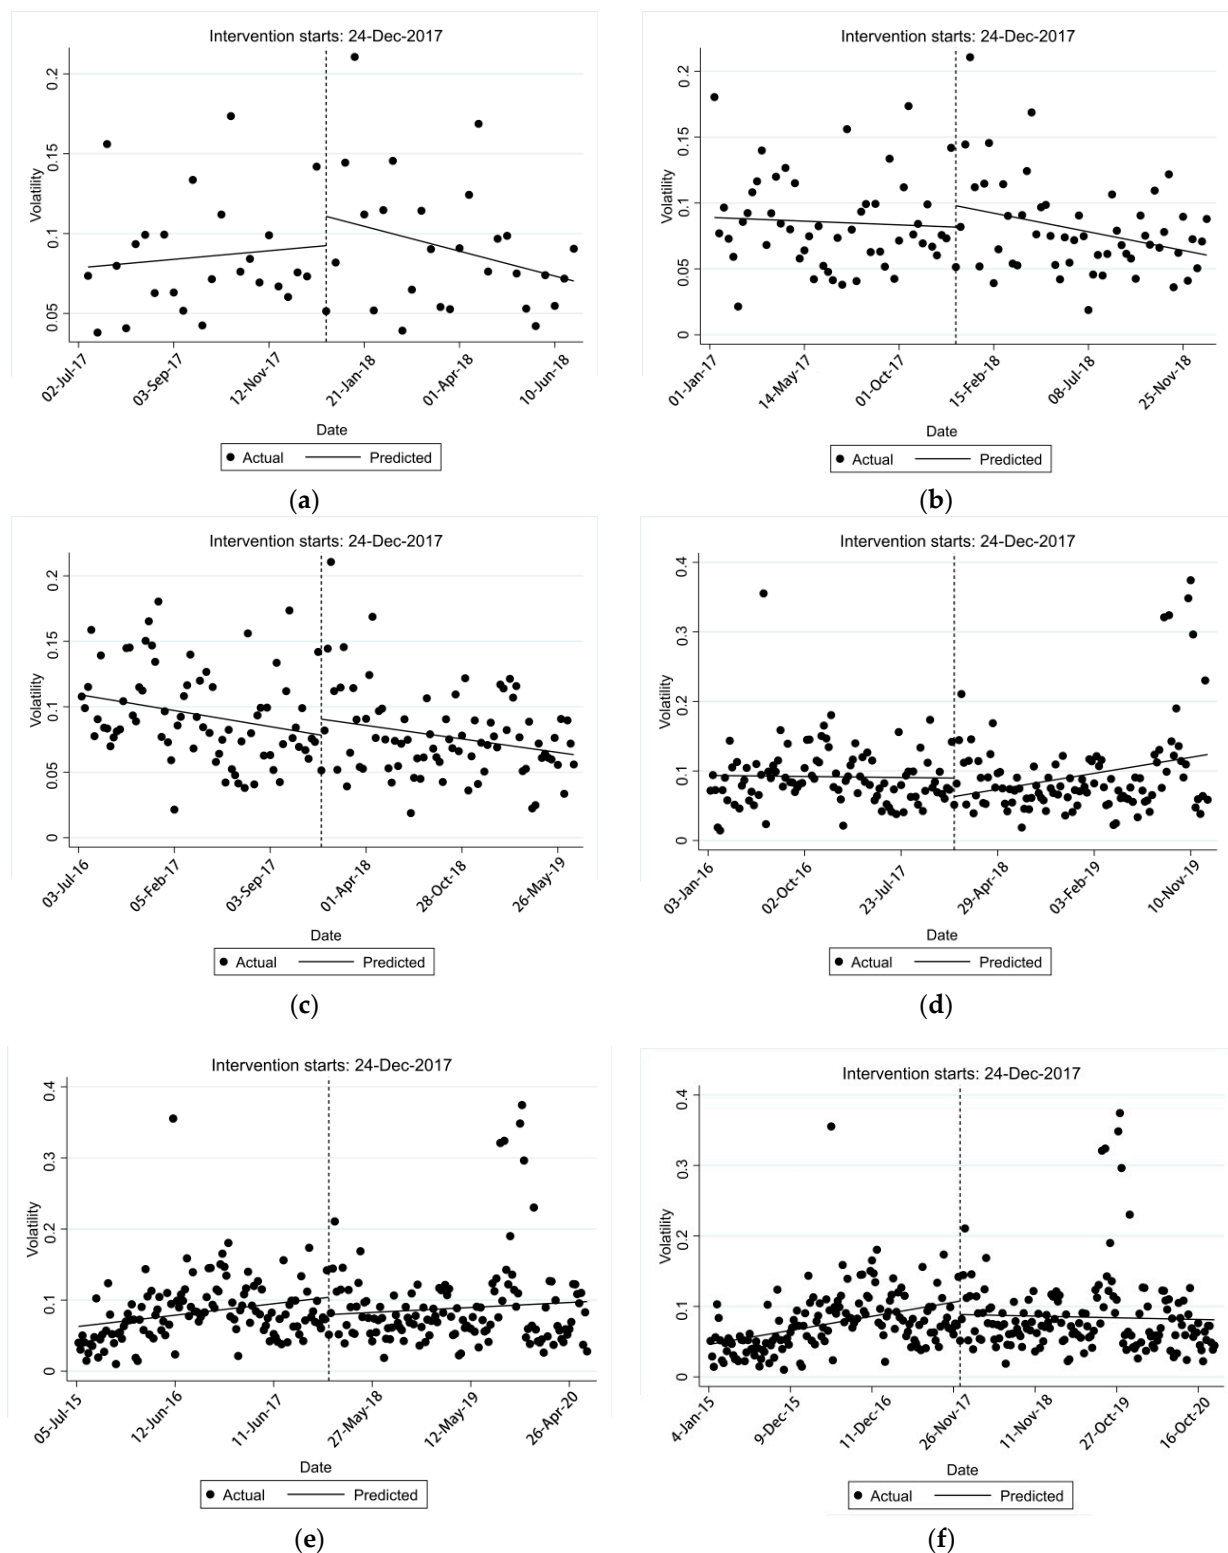 Intervention starts: 24-Dec-2017
Volatility
0.2
0.15
0.1
0.05
02-Jul-17
03-Sep-17
12-Nov-17
21-Jan-18
01-Apr-18
10-Jun-18
Date
Actual
Predicted
(a)
Intervention starts: 24-Dec-2017
Volatility
0.2
0.15
0.1
0.05
0
01-Jan-17
14-May-17
01-Oct-17
15-Feb-18
08-Jul-18
25-Nov-18
Date
Actual
Predicted
(b)
Intervention starts: 24-Dec-2017
Volatility
0.2
0.15
0.1
0.05
0
03-Jul-16
05-Feb-17
03-Sep-17
01-Apr-18
28-Oct-18
26-May-19
Date
Actual
Predicted
(c)
Intervention starts: 24-Dec-2017
Volatility
0.4
0.3
0.2
0.1
0
03-Jan-16
02-Oct-16
23-Jul-17
29-Apr-18
03-Feb-19
10-Nov-19
Date
Actual
Predicted
(d)
Intervention starts: 24-Dec-2017
Volatility
0.4
0.3
0.2
0.1
0
05-Jul-15
12-Jun-16
11-Jun-17
27-May-18
12-May-19
26-Apr-20
Date
Actual
Predicted
(e)
Intervention starts: 24-Dec-2017
Volatility
0.4
0.3
0.2
0.1
0
4-Jan-15
9-Dec-15
11-Dec-16
26-Nov-17
11-Nov-18
27-Oct-19
16-Oct-20
Date
Actual
Predicted
(f)